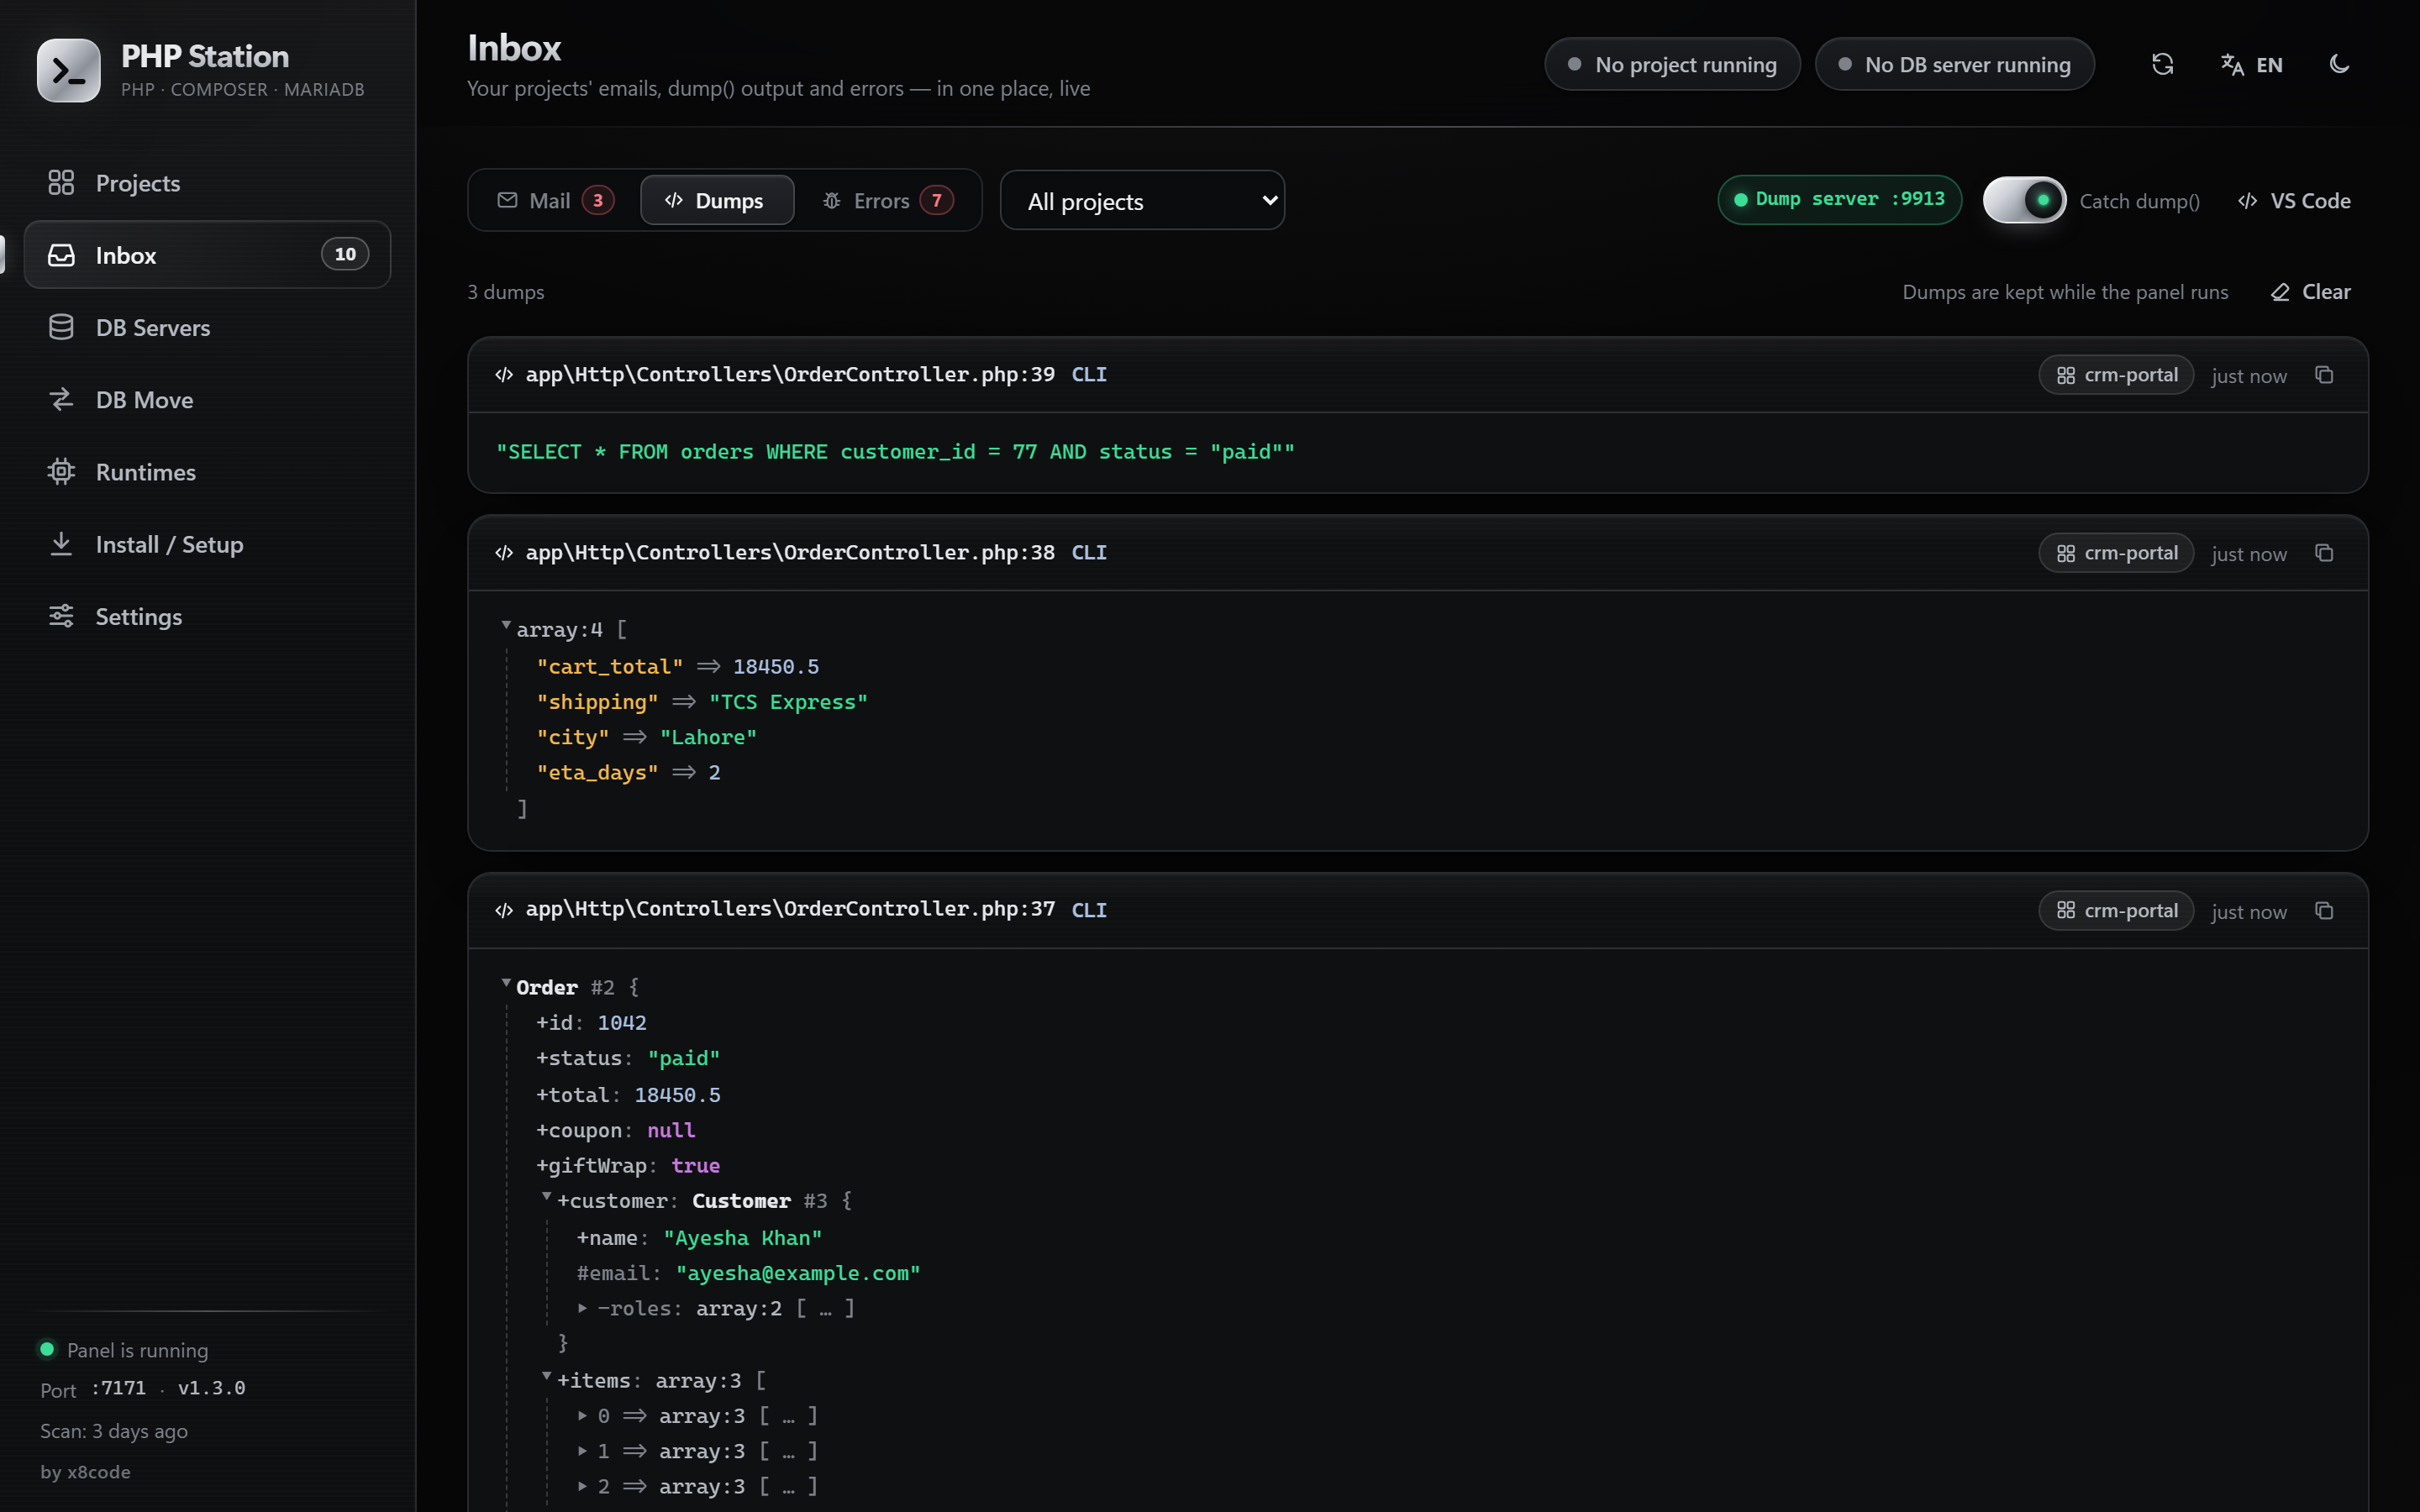 PHP Station
PHP · COMPOSER · MARIADB
Projects
Inbox 10
DB Servers
DB Move
Runtimes
Install / Setup
Settings
Panel is running
Port :7171 · v1.3.0
Scan: 3 days ago
by x8code
Inbox
Your projects' emails, dump() output and errors — in one place, live
No project running
No DB server running
EN
Mail 3
Dumps
Errors 7
All projects
Dump server :9913
Catch dump()
VS Code
3 dumps
Dumps are kept while the panel runs
Clear
app\Http\Controllers\OrderController.php:39 CLI
crm-portal just now
"SELECT * FROM orders WHERE customer_id = 77 AND status = "paid""
app\Http\Controllers\OrderController.php:38 CLI
crm-portal just now
array:4 [
"cart_total" => 18450.5
"shipping" => "TCS Express"
"city" => "Lahore"
"eta_days" => 2
]
app\Http\Controllers\OrderController.php:37 CLI
crm-portal just now
Order #2 {
+id: 1042
+status: "paid"
+total: 18450.5
+coupon: null
+giftWrap: true
+customer: Customer #3 {
+name: "Ayesha Khan"
#email: "ayesha@example.com"
-roles: array:2 [ … ]
}
+items: array:3 [
0 => array:3 [ … ]
1 => array:3 [ … ]
2 => array:3 [ … ]